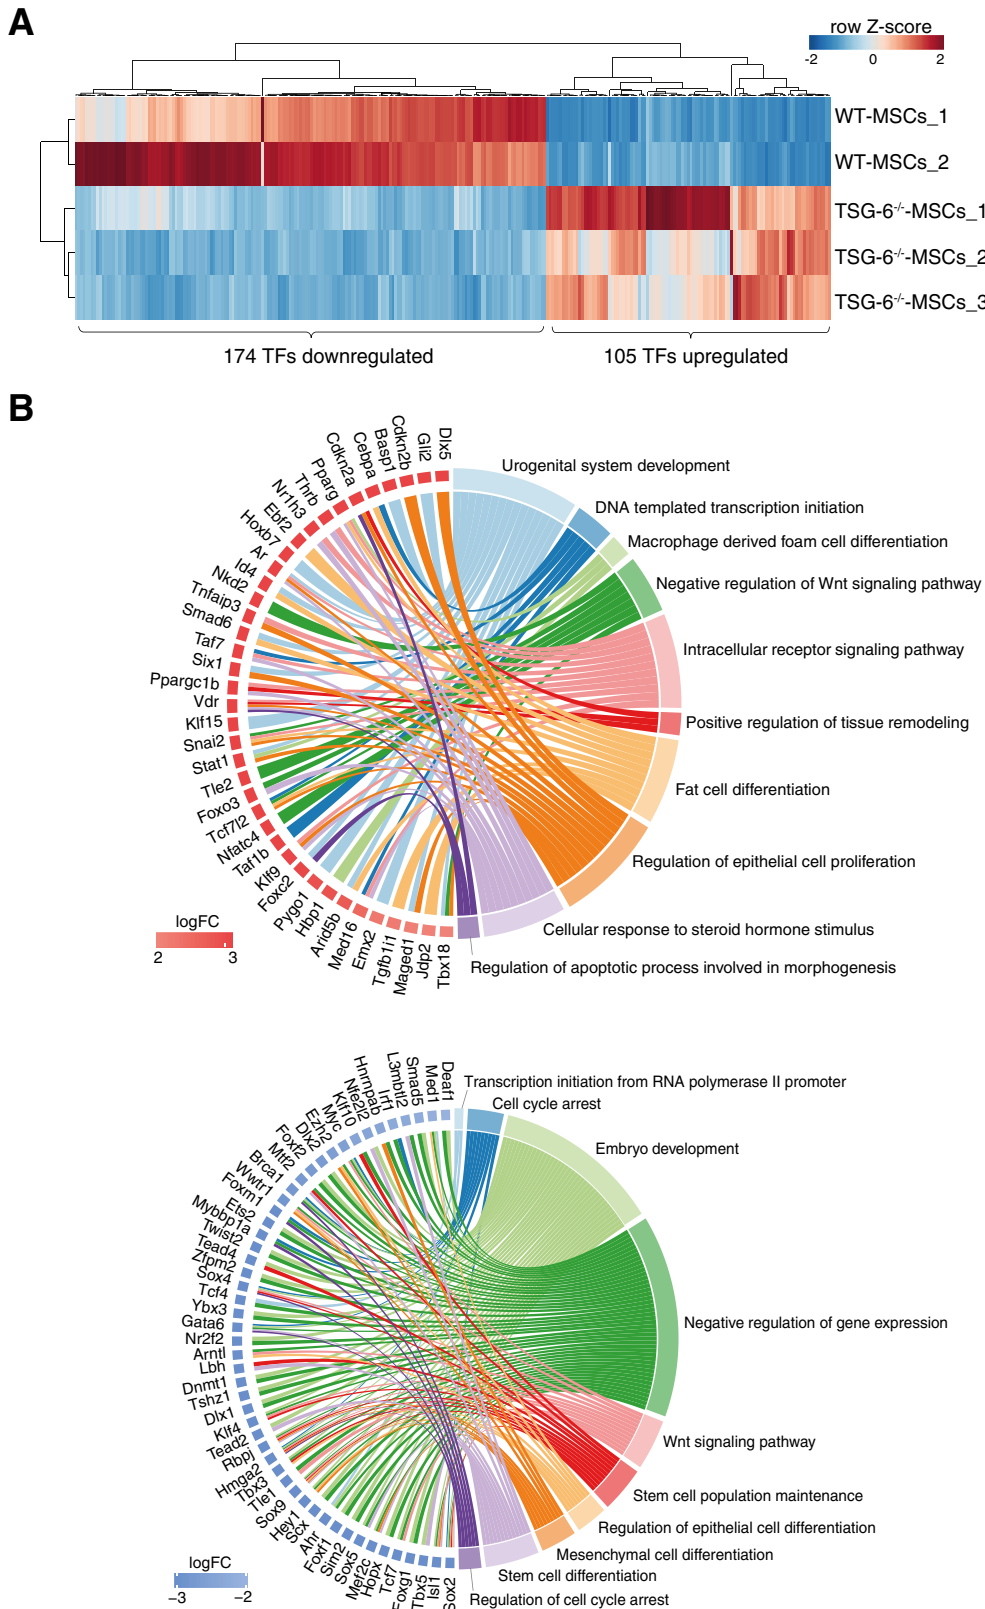 A
row Z-score
-2 0 2
WT-MSCs_1
WT-MSCs_2
TSG-6-/--MSCs_1
TSG-6-/--MSCs_2
TSG-6-/--MSCs_3
174 TFs downregulated
105 TFs upregulated
B
Dlx5
Gli2
Cdkn2b
Basp1
Cebpa
Cdkn2a
Pparg
Thrb
Nr1h3
Ebf2
Hoxb7
Ar
Id4
Nkd2
Tnfaip3
Smad6
Taf7
Six1
Ppargc1b
Vdr
Klf15
Snai2
Stat1
Tle2
Foxo3
Tcf7l2
Nfatc4
Taf1b
Klf9
Foxc2
Pygo1
Hbp1
Arid5b
Med16
Emx2
Tgfb1i1
Maged1
Jdp2
Tbx18
Urogenital system development
DNA templated transcription initiation
Macrophage derived foam cell differentiation
Negative regulation of Wnt signaling pathway
Intracellular receptor signaling pathway
Positive regulation of tissue remodeling
Fat cell differentiation
Regulation of epithelial cell proliferation
Cellular response to steroid hormone stimulus
Regulation of apoptotic process involved in morphogenesis
logFC
2 3
Deaf1
Med1
Smad5
L3mbtl2
Irf1
Hnrnpab
Nfe2l2
Klf10
Myc
Ezh2
Dlx2
Foxf2
Mtf2
Brca1
Wwtr1
Foxm1
Ets2
Mybbp1a
Twist2
Tead4
Zfpm2
Sox4
Tcf4
Ybx3
Gata6
Nr2f2
Arntl
Lbh
Dnmt1
Tshz1
Dlx1
Klf4
Tead2
Rbpj
Hmga2
Tbx3
Tle1
Sox9
Hey1
Scx
Ahr
Foxf1
Sim2
Sox5
Mef2c
Hopx
Tcf7
Foxg1
Tbx5
Isl1
Sox2
Transcription initiation from RNA polymerase II promoter
Cell cycle arrest
Embryo development
Negative regulation of gene expression
Wnt signaling pathway
Stem cell population maintenance
Regulation of epithelial cell differentiation
Mesenchymal cell differentiation
Stem cell differentiation
Regulation of cell cycle arrest
logFC
−3 −2